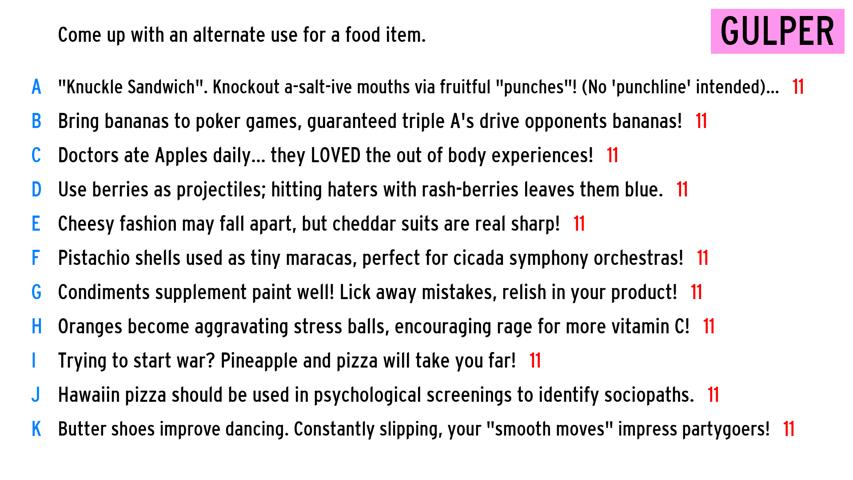 Come up with an alternate use for a food item.
GULPER
A "Knuckle Sandwich". Knockout a-salt-ive mouths via fruitful "punches"! (No 'punchline' intended)... 11
B Bring bananas to poker games, guaranteed triple A's drive opponents bananas! 11
C Doctors ate Apples daily... they LOVED the out of body experiences! 11
D Use berries as projectiles; hitting haters with rash-berries leaves them blue. 11
E Cheesy fashion may fall apart, but cheddar suits are real sharp! 11
F Pistachio shells used as tiny maracas, perfect for cicada symphony orchestras! 11
G Condiments supplement paint well! Lick away mistakes, relish in your product! 11
H Oranges become aggravating stress balls, encouraging rage for more vitamin C! 11
I Trying to start war? Pineapple and pizza will take you far! 11
J Hawaiin pizza should be used in psychological screenings to identify sociopaths. 11
K Butter shoes improve dancing. Constantly slipping, your "smooth moves" impress partygoers! 11